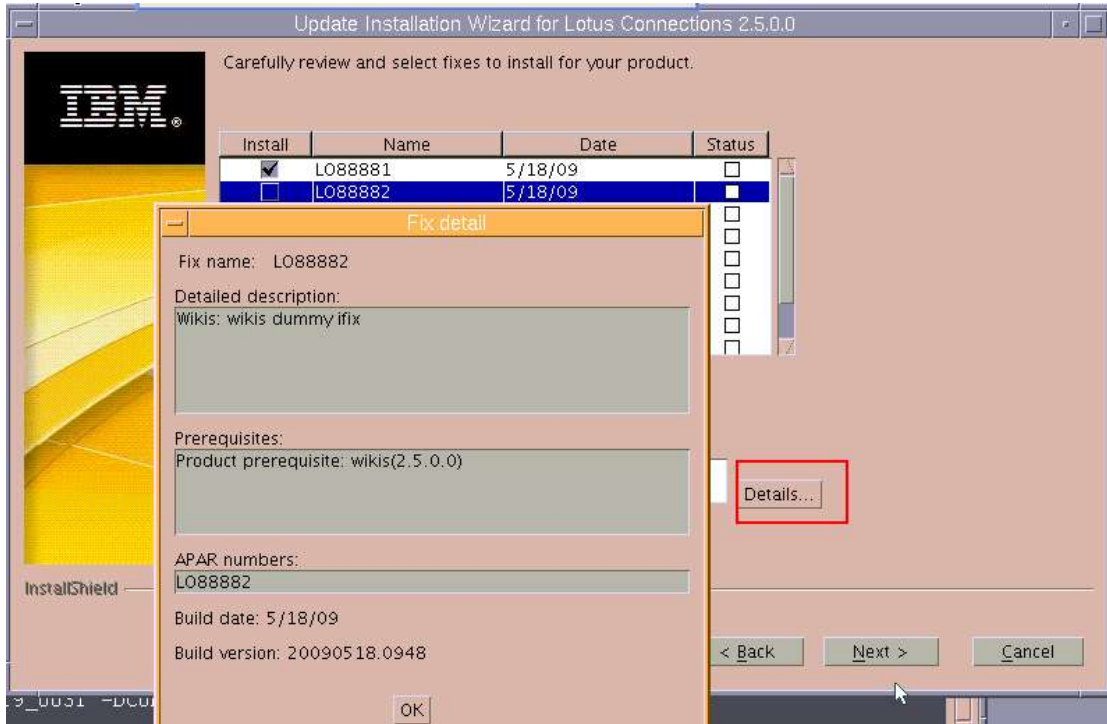 Update Installation Wizard for Lotus Connections 2.5.0.0
IBM®
Carefully review and select fixes to install for your product.
Install Name Date Status
LO88881 5/18/09
LO88882 5/18/09
Fix detail
Fix name: LO88882
Detailed description:
Wikis: wikis dummy ifix
Prerequisites:
Product prerequisite: wikis(2.5.0.0)
Details...
APAR numbers:
LO88882
InstallShield
Build date: 5/18/09
Build version: 20090518.0948
< Back Next > Cancel
OK